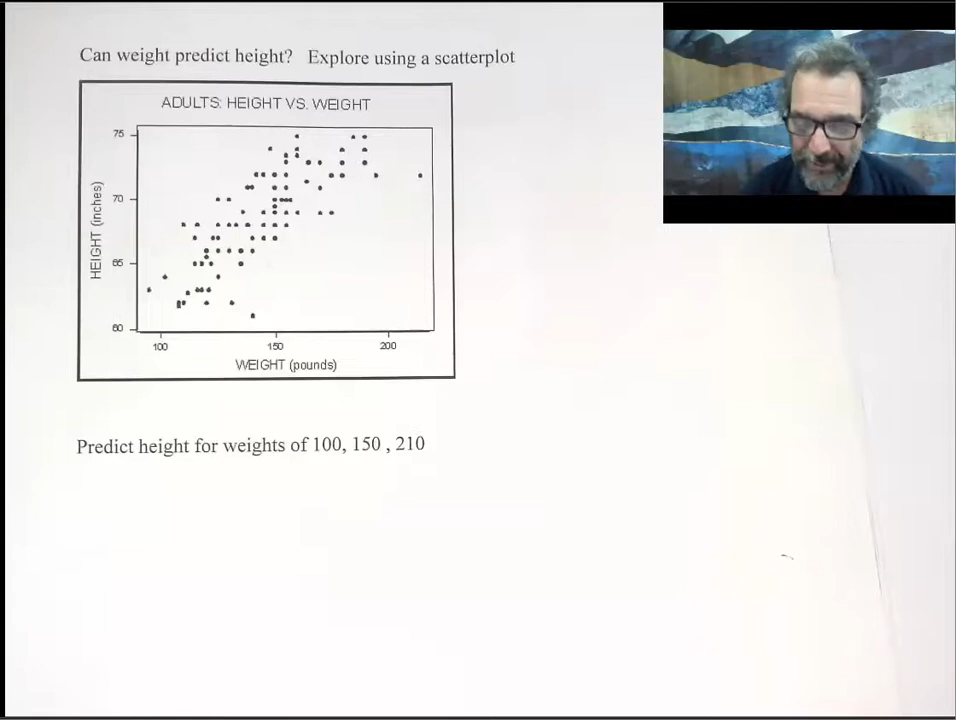 Can weight predict height? Explore using a scatterplot
ADULTS: HEIGHT VS. WEIGHT
75
70
65
60
HEIGHT (inches)
100 150 200
WEIGHT (pounds)
Predict height for weights of 100, 150 , 210